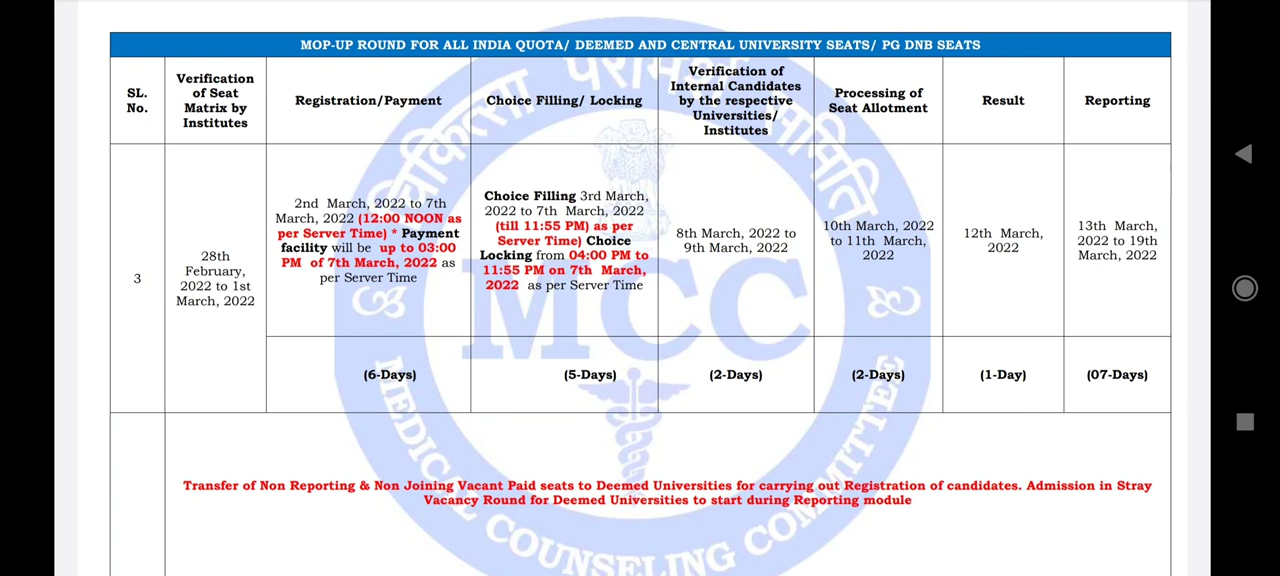 MOP-UP ROUND FOR ALL INDIA QUOTA/ DEEMED AND CENTRAL UNIVERSITY SEATS/ PG DNB SEATS
SL.
No.
Verification
of Seat
Matrix by
Institutes
Registration/Payment
Choice Filling/ Locking
Verification of
Internal Candidates
by the respective
Universities/
Institutes
Processing of
Seat Allotment
Result
Reporting
3
28th
February,
2022 to 1st
March, 2022
2nd March, 2022 to 7th
March, 2022 (12:00 NOON as
per Server Time) * Payment
facility will be up to 03:00
PM of 7th March, 2022 as
per Server Time
Choice Filling 3rd March,
2022 to 7th March, 2022
(till 11:55 PM) as per
Server Time) Choice
Locking from 04:00 PM to
11:55 PM on 7th March,
2022 as per Server Time
8th March, 2022 to
9th March, 2022
10th March, 2022
to 11th March,
2022
12th March,
2022
13th March,
2022 to 19th
March, 2022
(6-Days)
(5-Days)
(2-Days)
(2-Days)
(1-Day)
(07-Days)
Transfer of Non Reporting & Non Joining Vacant Paid seats to Deemed Universities for carrying out Registration of candidates. Admission in Stray
Vacancy Round for Deemed Universities to start during Reporting module
चिकित्सा परामर्श समिति
MCC
MEDICAL COUNSELING COMMITTEE